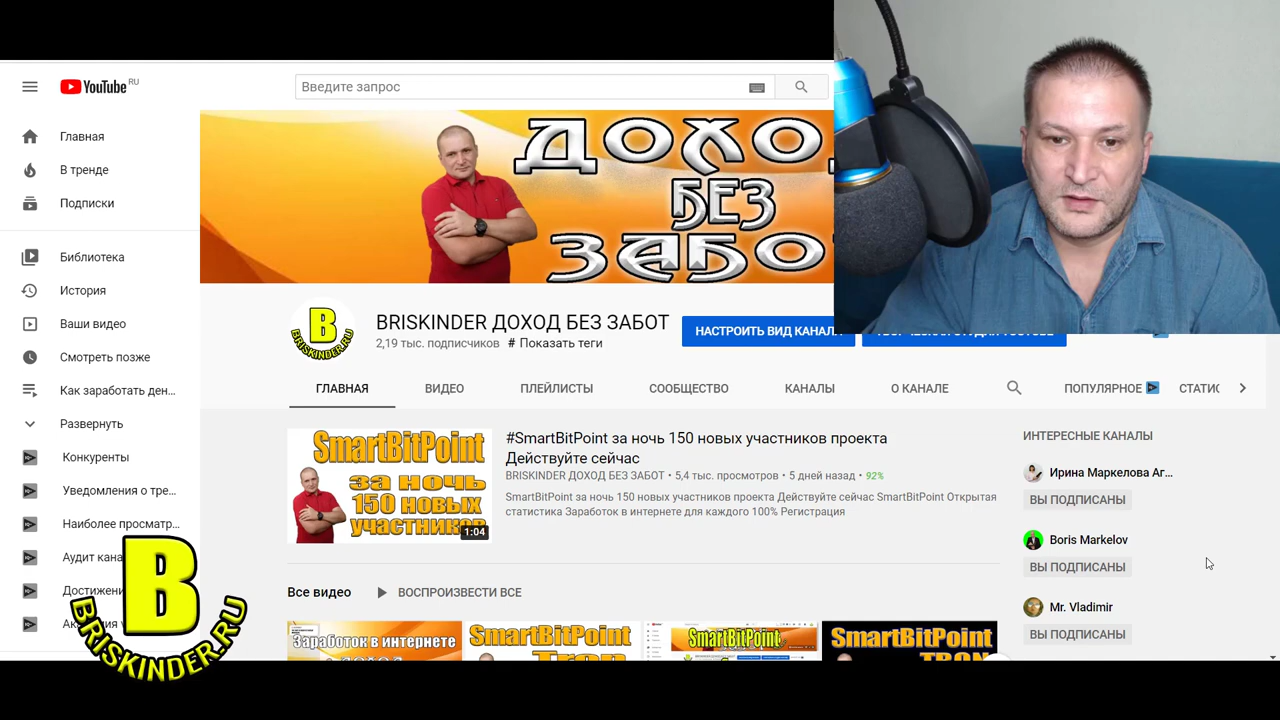 YouTube RU
Введите запрос
Главная
В тренде
Подписки
Библиотека
История
Ваши видео
Смотреть позже
Как заработать ден...
Развернуть
Конкуренты
Уведомления о тре...
Наиболее просматр...
Аудит кана
Достижени
BRISKINDER.RU
B
БЕЗ
B
BRISKINDER.RU
BRISKINDER ДОХОД БЕЗ ЗАБОТ
2,19 тыс. подписчиков # Показать теги
НАСТРОИТЬ ВИД КАНАЛА
ГЛАВНАЯ
ВИДЕО
ПЛЕЙЛИСТЫ
СООБЩЕСТВО
КАНАЛЫ
О КАНАЛЕ
ПОПУЛЯРНОЕ
SmartBitPoint
за ночь
150 новых
участников
1:04
#SmartBitPoint за ночь 150 новых участников проекта
Действуйте сейчас
BRISKINDER ДОХОД БЕЗ ЗАБОТ • 5,4 тыс. просмотров • 5 дней назад • 92%
SmartBitPoint за ночь 150 новых участников проекта Действуйте сейчас SmartBitPoint Открытая
статистика Заработок в интернете для каждого 100% Регистрация
ИНТЕРЕСНЫЕ КАНАЛЫ
Ирина Маркелова Аг...
ВЫ ПОДПИСАНЫ
Boris Markelov
ВЫ ПОДПИСАНЫ
Mr. Vladimir
ВЫ ПОДПИСАНЫ
Все видео
ВОСПРОИЗВЕСТИ ВСЕ
Заработок в интернете
SmartBitPoint
Tron
SmartBitPoint
SmartBitPoint
TRON